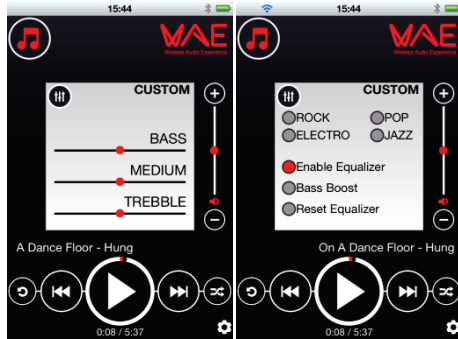 15:44
WAE
Wireless Audio Experience
CUSTOM
BASS
MEDIUM
TREBBLE
A Dance Floor - Hung
0:08 / 5:37
15:44
WAE
Wireless Audio Experience
CUSTOM
ROCK POP
ELECTRO JAZZ
Enable Equalizer
Bass Boost
Reset Equalizer
On A Dance Floor - Hung
0:08 / 5:37